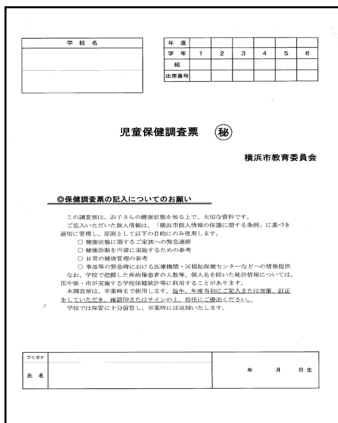 学校名
年度
学年 1 2 3 4 5 6
組
出席番号
児童保健調査票 ㊙
横浜市教育委員会
◎保健調査票の記入についてのお願い
この調査票は、お子さんの健康状態を知る上で、大切な資料です。
ご記入いただいた個人情報は、「横浜市個人情報の保護に関する条例」に基づき
適切に管理し、原則として以下の目的にのみ使用します。
○ 健康状態に関するご家族への緊急連絡
○ 健康診断を円滑に実施するための参考
○ 日常の健康管理の参考
○ 事故等の緊急時における医療機関・区福祉保健センターなどへの情報提供
なお、学校で把握した疾病罹患者の人数等、個人名を除いた統計情報については、
国や県・市が実施する学校保健統計等に利用することがあります。
本調査票は、卒業時まで使用します。毎年、年度当初にご記入または加筆、訂正
をしていただき、確認印またはサインの上、担任にご提出ください。
学校では保管に十分留意し、卒業時には返却いたします。
フリガナ
氏名
年 月 日生